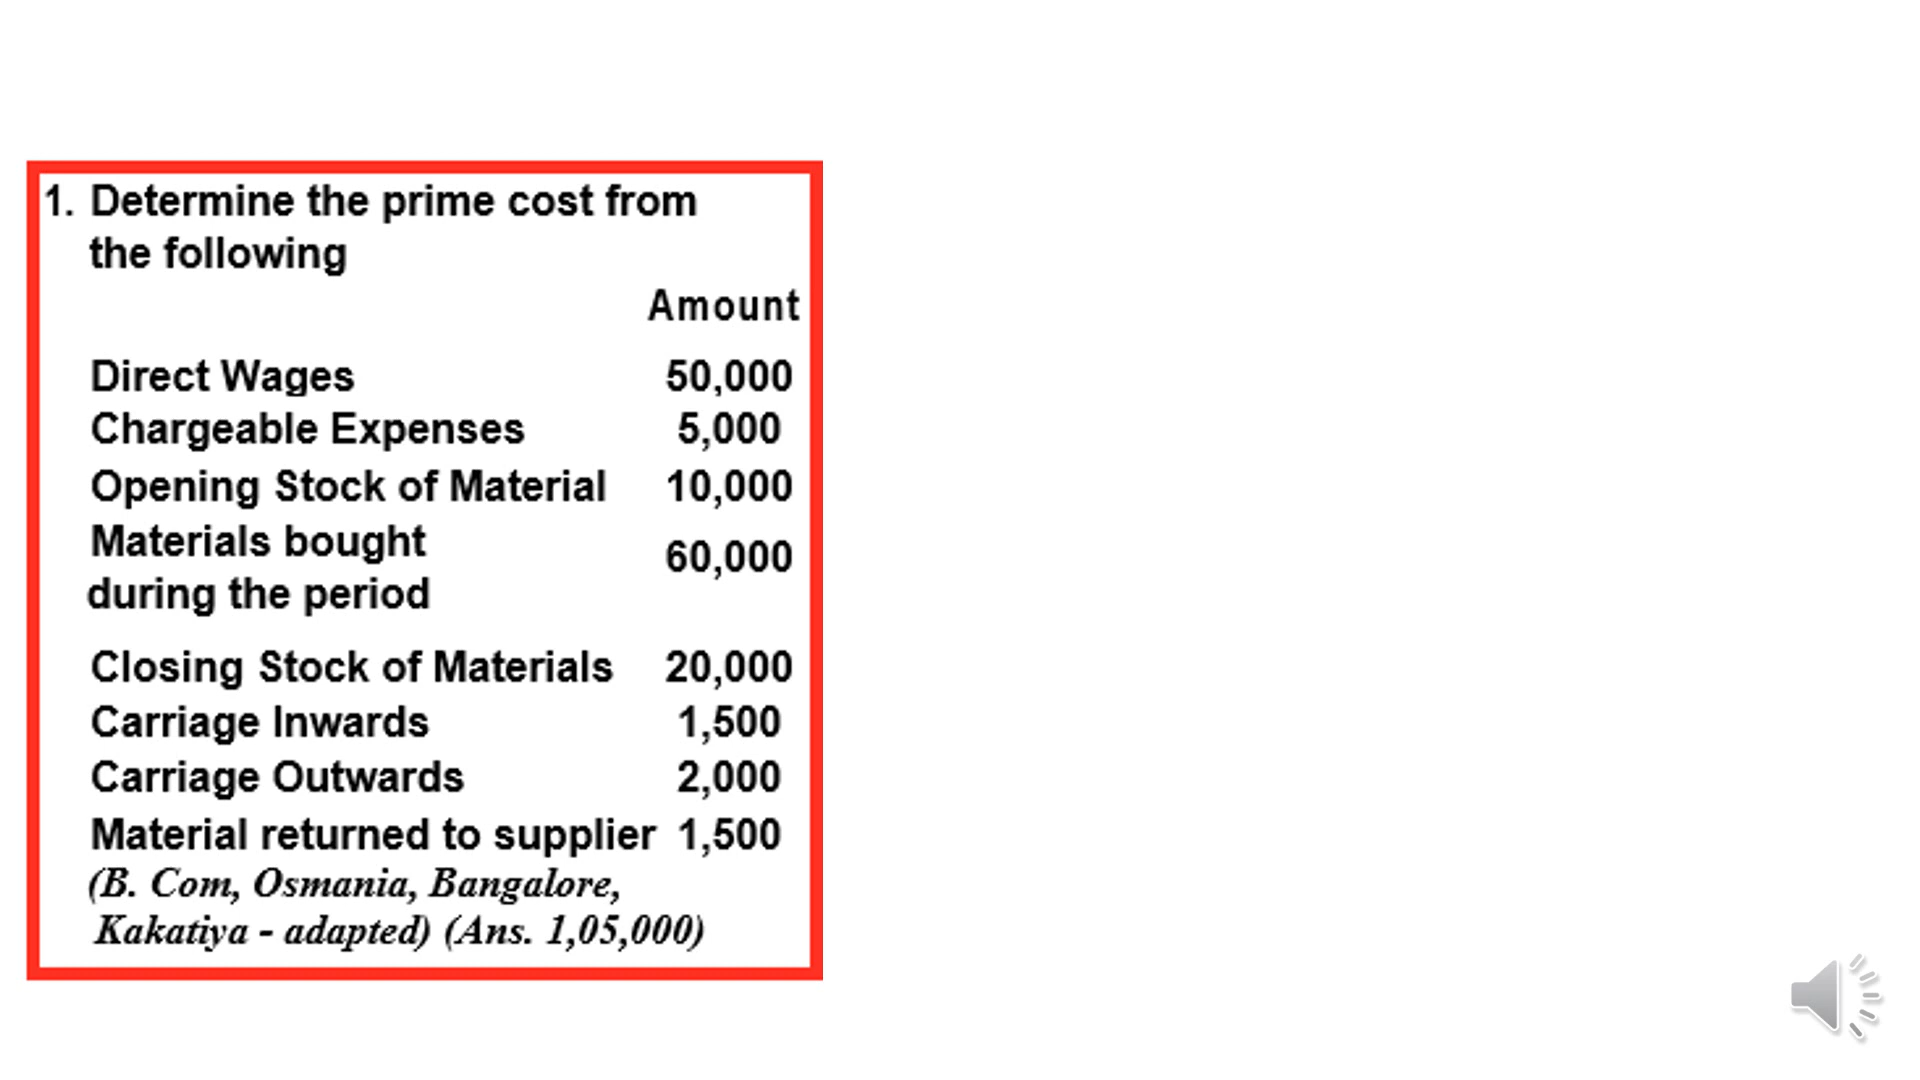 1. Determine the prime cost from
the following
Amount
Direct Wages 50,000
Chargeable Expenses 5,000
Opening Stock of Material 10,000
Materials bought
during the period 60,000
Closing Stock of Materials 20,000
Carriage Inwards 1,500
Carriage Outwards 2,000
Material returned to supplier 1,500
(B. Com, Osmania, Bangalore,
Kakatiya - adapted) (Ans. 1,05,000)